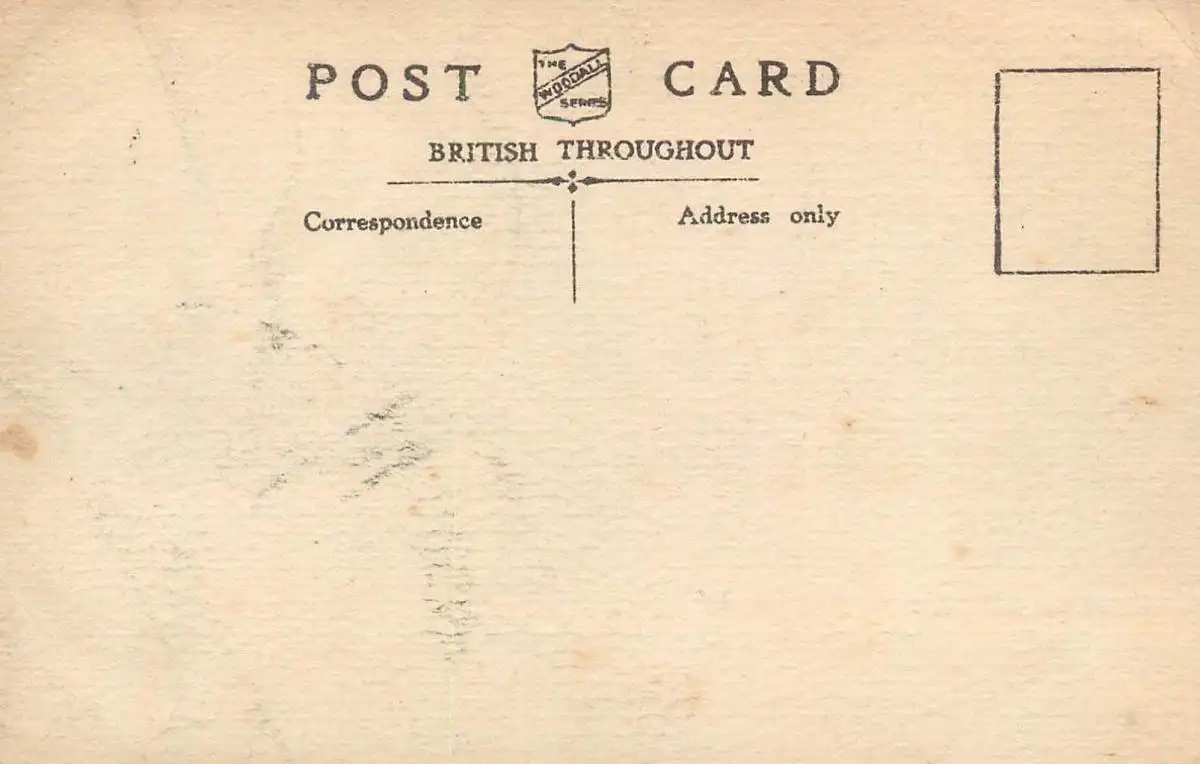 POST CARD
THE
WOODALL
SERIES
BRITISH THROUGHOUT
Correspondence
Address only